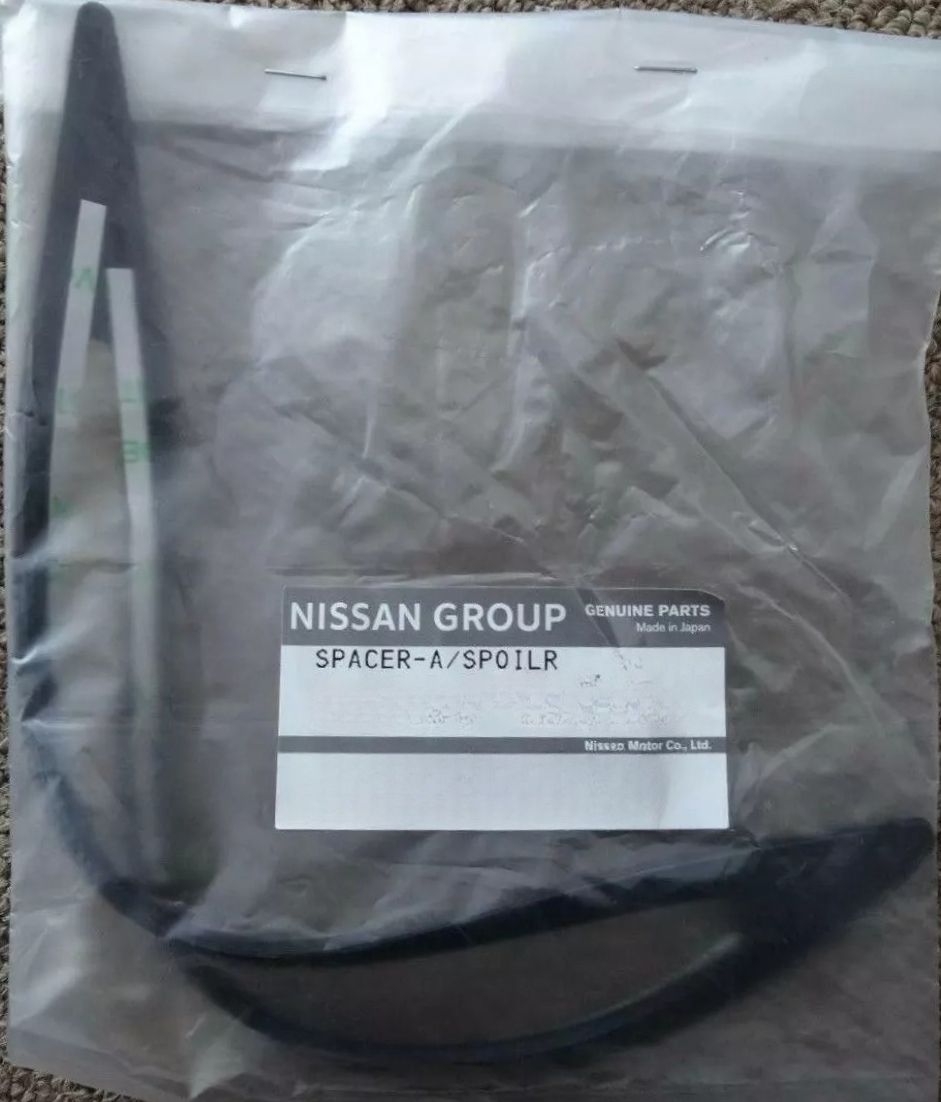 NISSAN GROUP
GENUINE PARTS
Made in Japan
SPACER-A/SPOILR
Nissan Motor Co., Ltd.